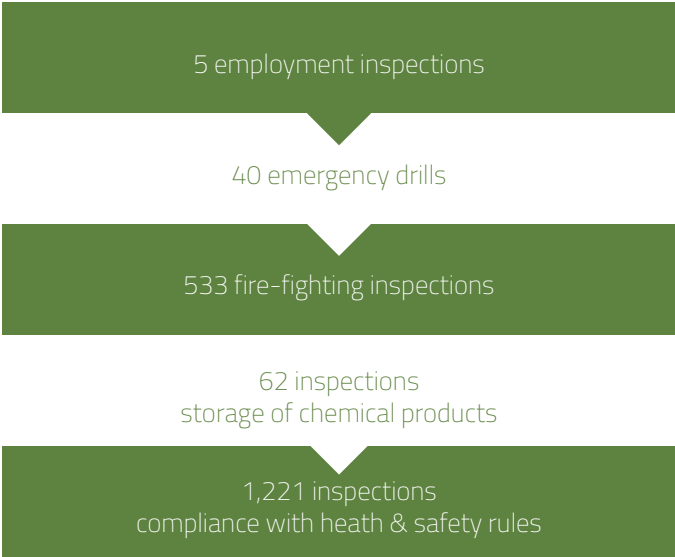 5 employment inspections
40 emergency drills
533 fire-fighting inspections
62 inspections
storage of chemical products
1,221 inspections
compliance with heath & safety rules